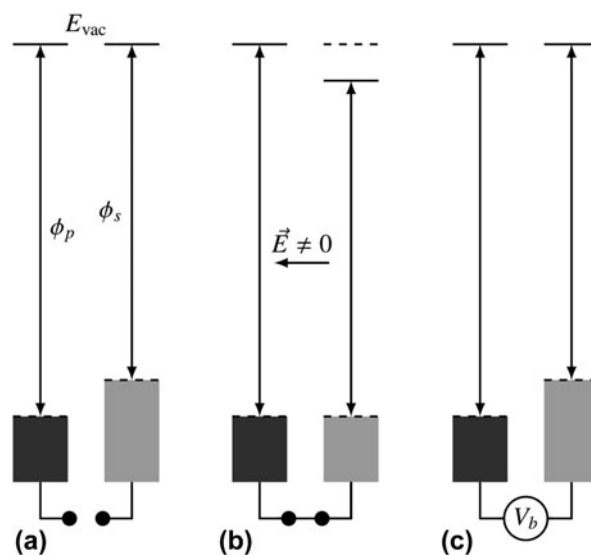 E_vac
ϕ_p
ϕ_s
E⃗ ≠ 0
V_b
(a)
(b)
(c)